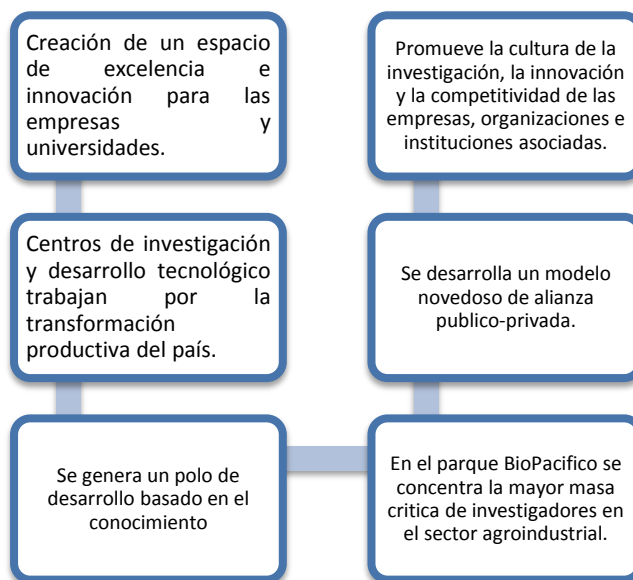 Creación de un espacio
de excelencia e
innovación para las
empresas y
universidades.
Centros de investigación
y desarrollo tecnológico
trabajan por la
transformación
productiva del país.
Se genera un polo de
desarrollo basado en el
conocimiento
En el parque BioPacifico se
concentra la mayor masa
critica de investigadores en
el sector agroindustrial.
Se desarrolla un modelo
novedoso de alianza
publico-privada.
Promueve la cultura de la
investigación, la innovación
y la competitividad de las
empresas, organizaciones e
instituciones asociadas.